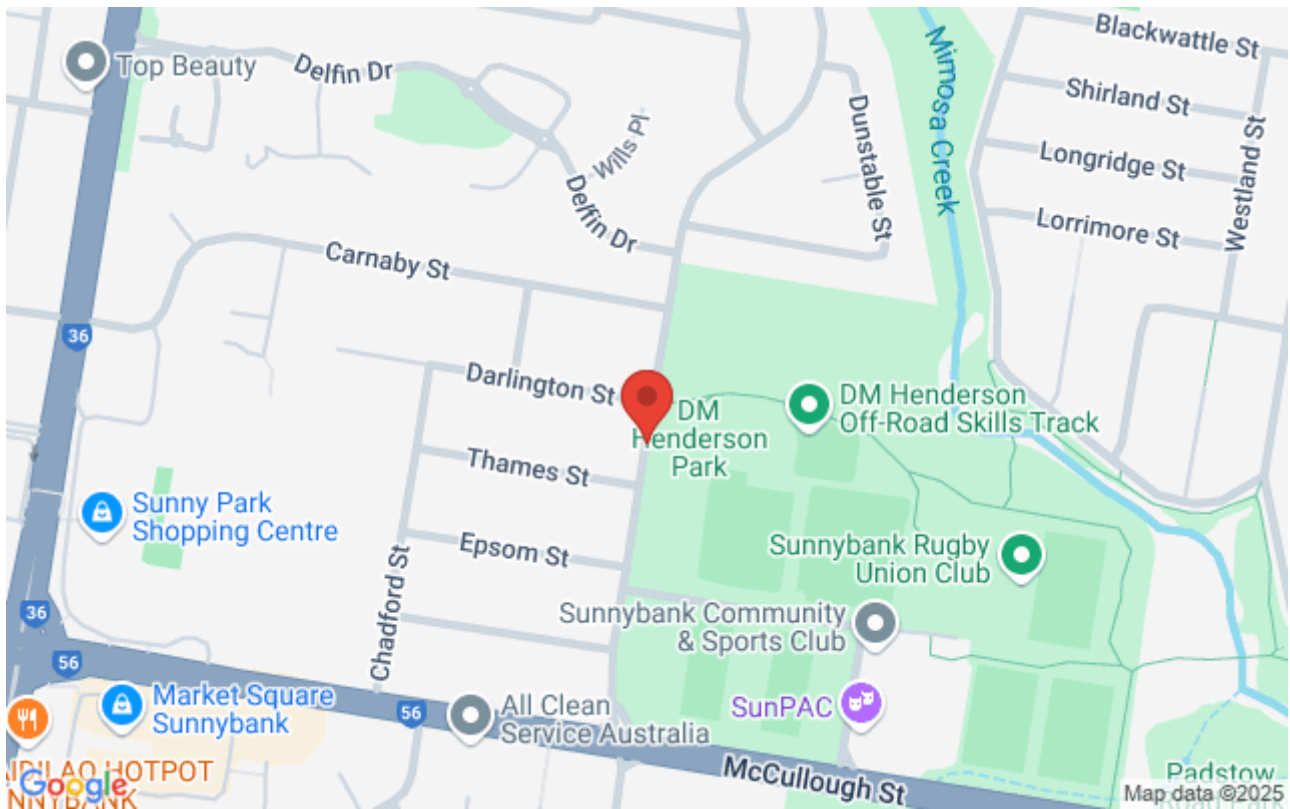 Blackwattle St
Top Beauty
Delfin Dr
Mimosa Creek
Shirland St
Dunstable St
Wills Pl
Longridge St
Westland St
Delfin Dr
Lorrimore St
Carnaby St
36
Darlington St
DM
Henderson
Park
DM Henderson
Off-Road Skills Track
Thames St
Sunny Park
Shopping Centre
Epsom St
Sunnybank Rugby
Union Club
Chadford St
36
Sunnybank Community
& Sports Club
56
Market Square
Sunnybank
56
All Clean
Service Australia
SunPAC
McCullough St
HOTPOT
Google
Padstow
Map data ©2025